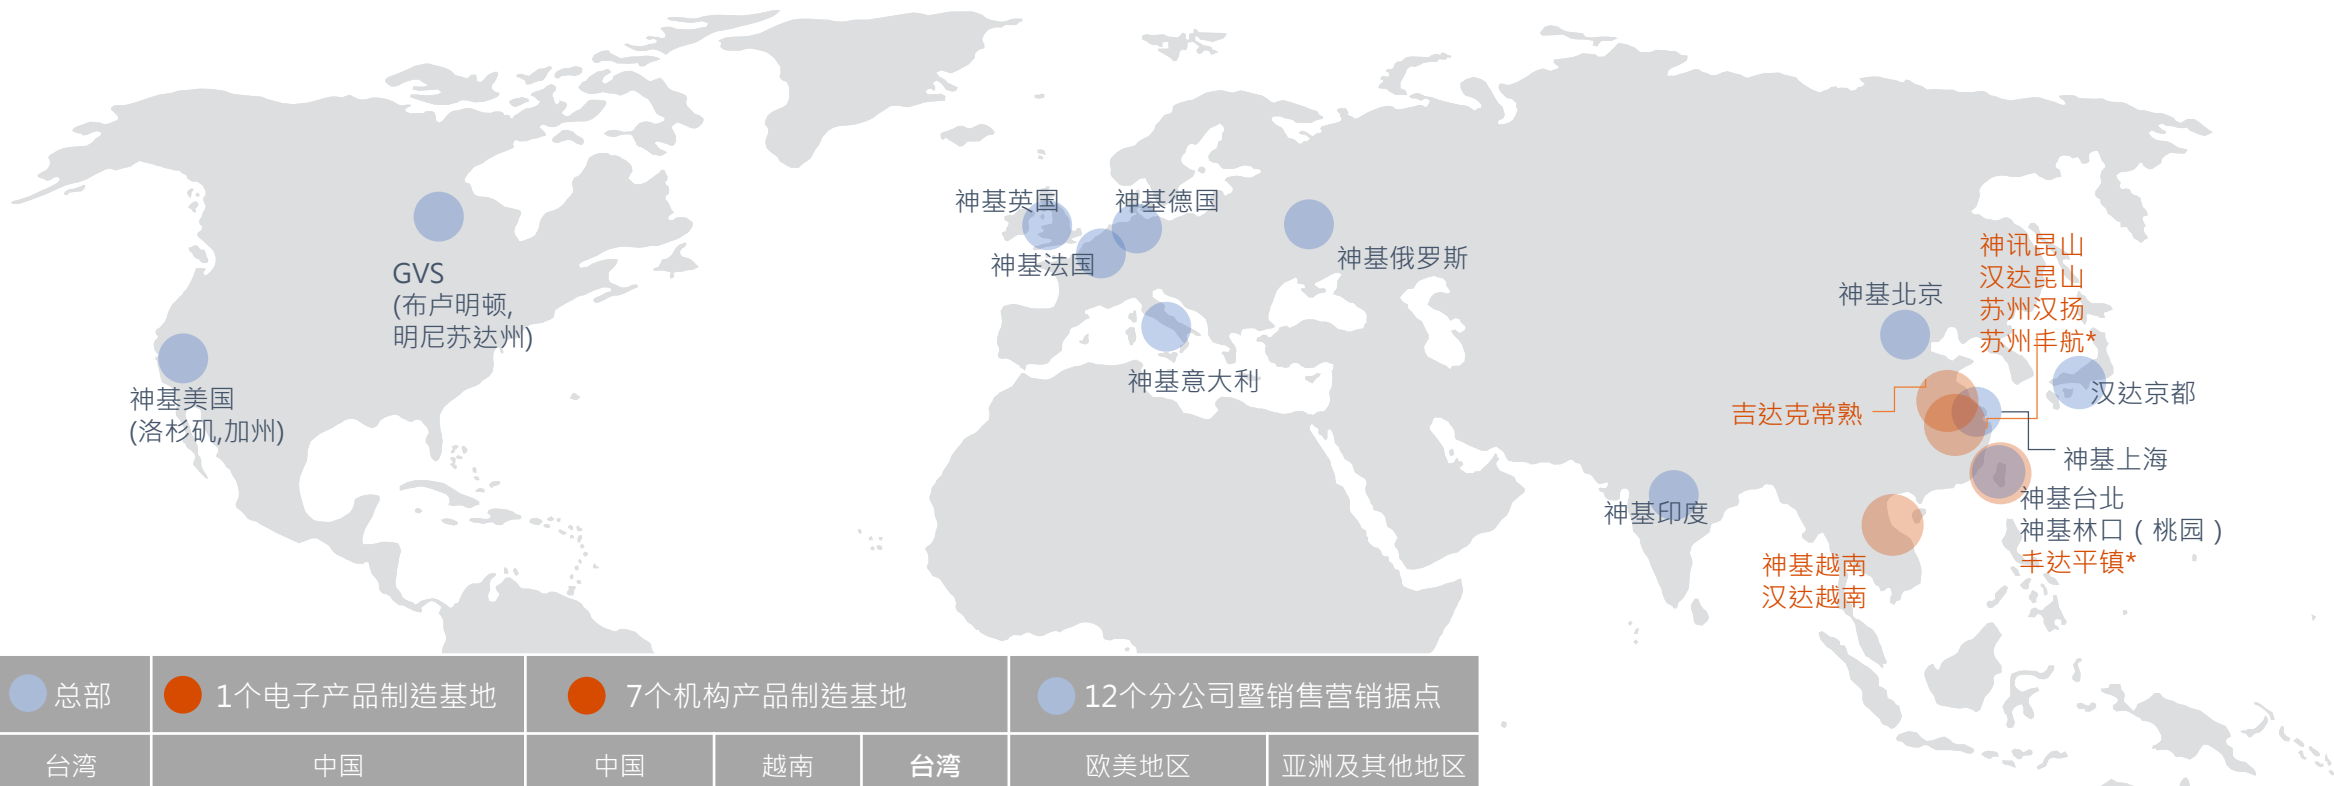 神基英国
神基德国
神基法国
神基俄罗斯
GVS
(布卢明顿,
明尼苏达州)
神基意大利
神基美国
(洛杉矶,加州)
神讯昆山
汉达昆山
苏州汉扬
苏州丰航*
神基北京
汉达京都
吉达克常熟
神基上海
神基印度
神基台北
神基林口（桃园）
丰达平镇*
神基越南
汉达越南
总部
1个电子产品制造基地
7个机构产品制造基地
12个分公司暨销售营销据点
台湾
中国
中国
越南
台湾
欧美地区
亚洲及其他地区